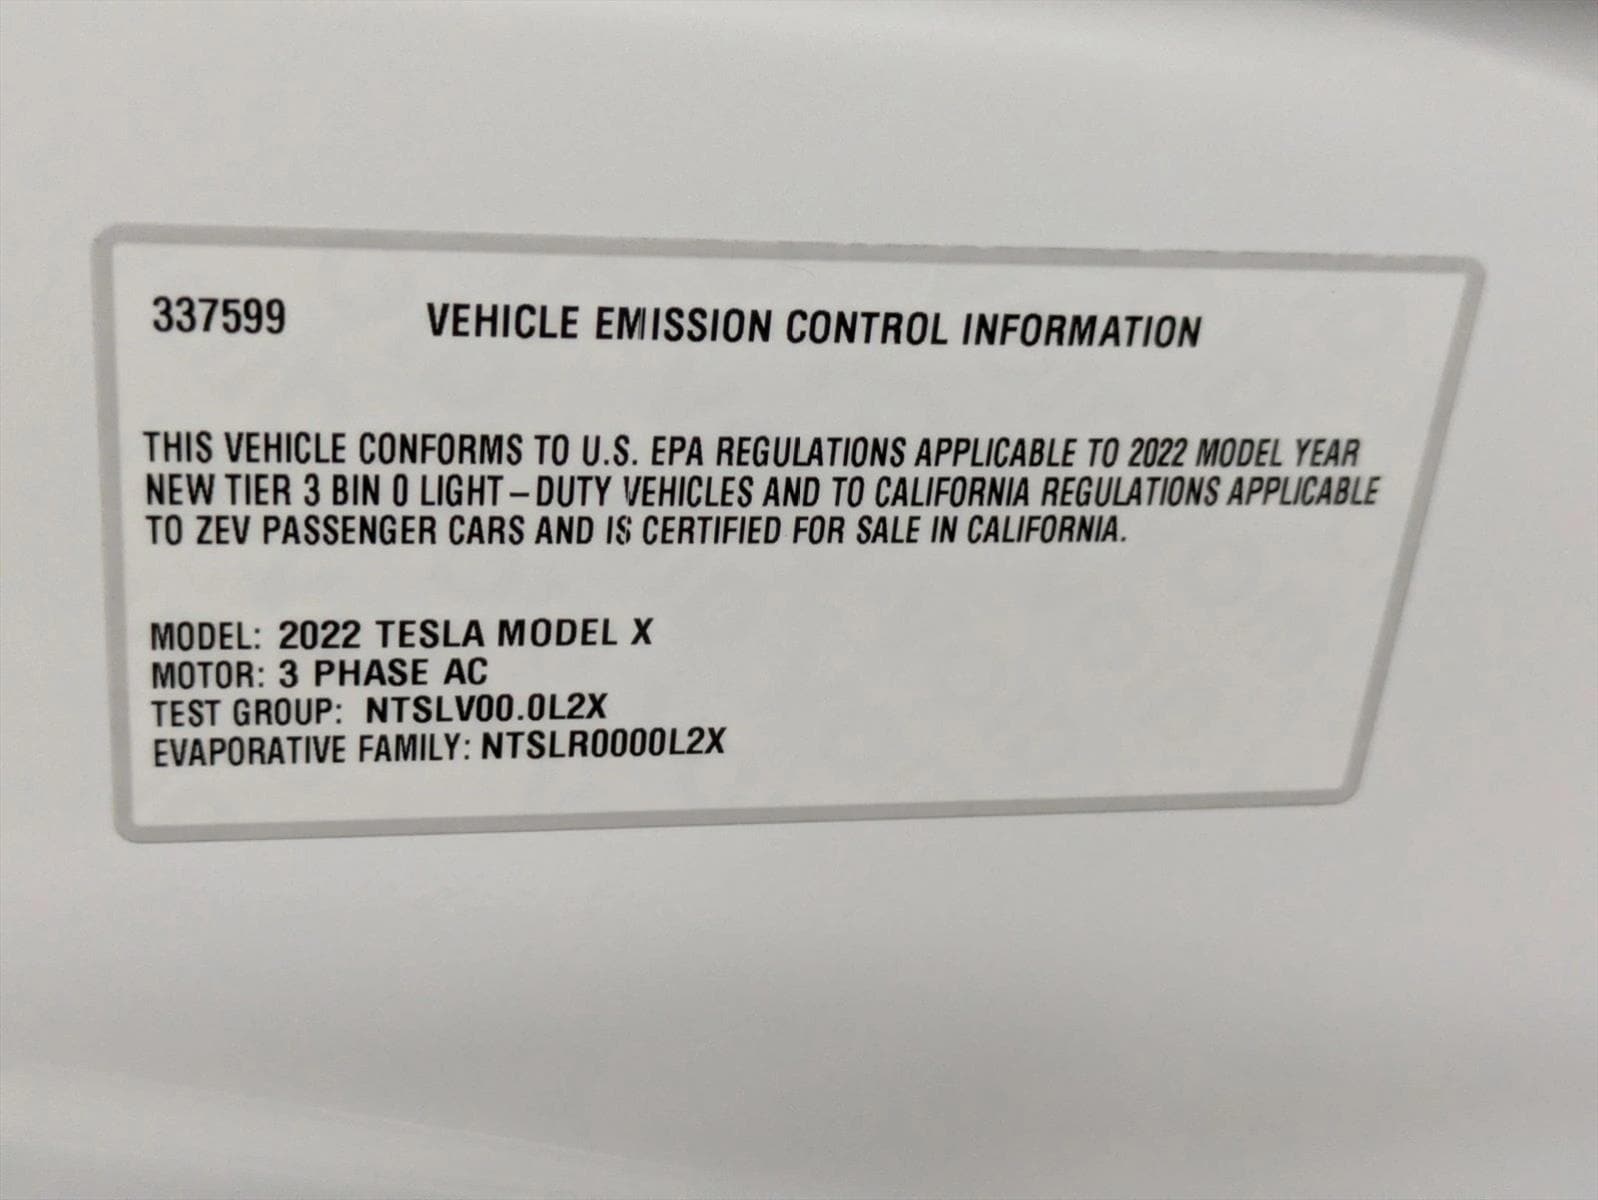 337599 VEHICLE EMISSION CONTROL INFORMATION
THIS VEHICLE CONFORMS TO U.S. EPA REGULATIONS APPLICABLE TO 2022 MODEL YEAR
NEW TIER 3 BIN 0 LIGHT-DUTY VEHICLES AND TO CALIFORNIA REGULATIONS APPLICABLE
TO ZEV PASSENGER CARS AND IS CERTIFIED FOR SALE IN CALIFORNIA.
MODEL: 2022 TESLA MODEL X
MOTOR: 3 PHASE AC
TEST GROUP: NTSLV00.0L2X
EVAPORATIVE FAMILY: NTSLR0000L2X